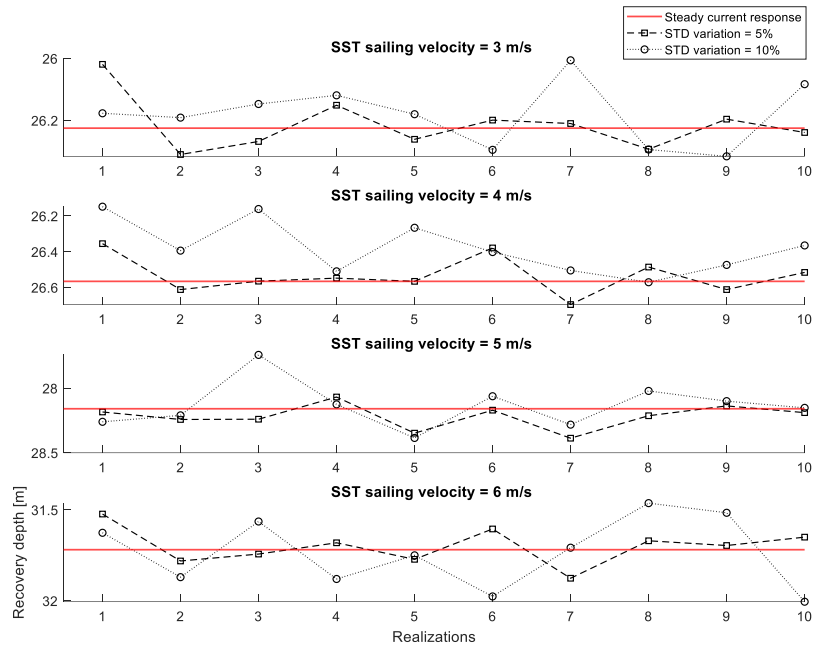 Steady current response
STD variation = 5%
STD variation = 10%
SST sailing velocity = 3 m/s
26
26.2
1 2 3 4 5 6 7 8 9 10
SST sailing velocity = 4 m/s
26.2
26.4
26.6
1 2 3 4 5 6 7 8 9 10
SST sailing velocity = 5 m/s
28
28.5
1 2 3 4 5 6 7 8 9 10
SST sailing velocity = 6 m/s
Recovery depth [m]
31.5
32
1 2 3 4 5 6 7 8 9 10
Realizations